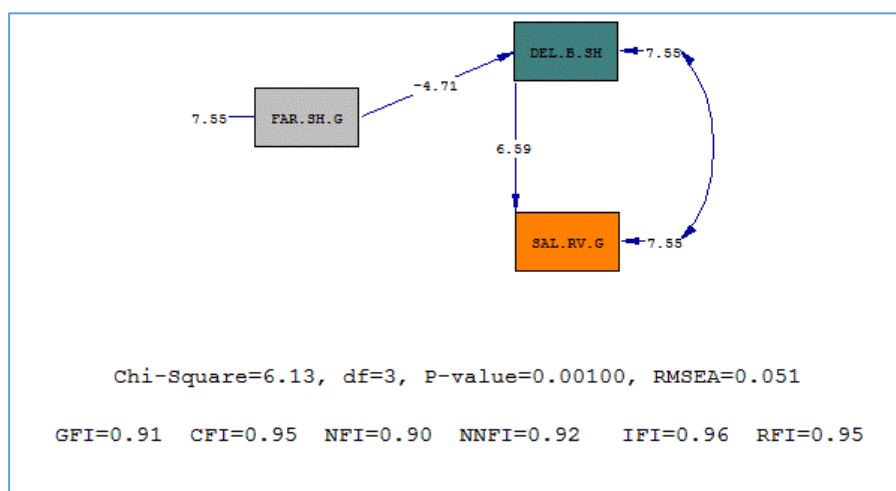 DEL.B.SH
7.55
-4.71
7.55
FAR.SH.G
6.59
SAL.RV.G
7.55
Chi-Square=6.13, df=3, P-value=0.00100, RMSEA=0.051
GFI=0.91 CFI=0.95 NFI=0.90 NNFI=0.92 IFI=0.96 RFI=0.95